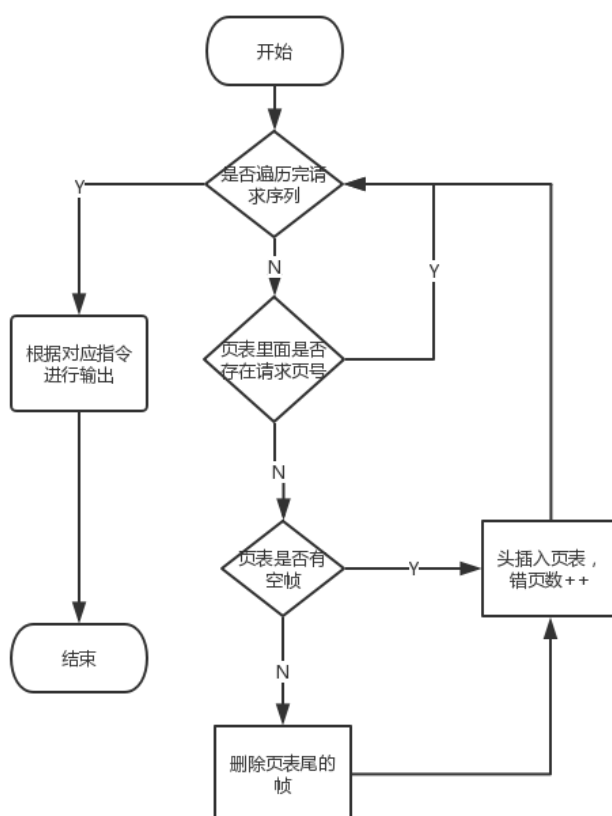 开始
是否遍历完请
求序列
Y
N
Y
根据对应指令
进行输出
页表里面是否
存在请求页号
N
页表是否有
空帧
Y
头插入页表，
错页数++
结束
N
删除页表尾的
帧